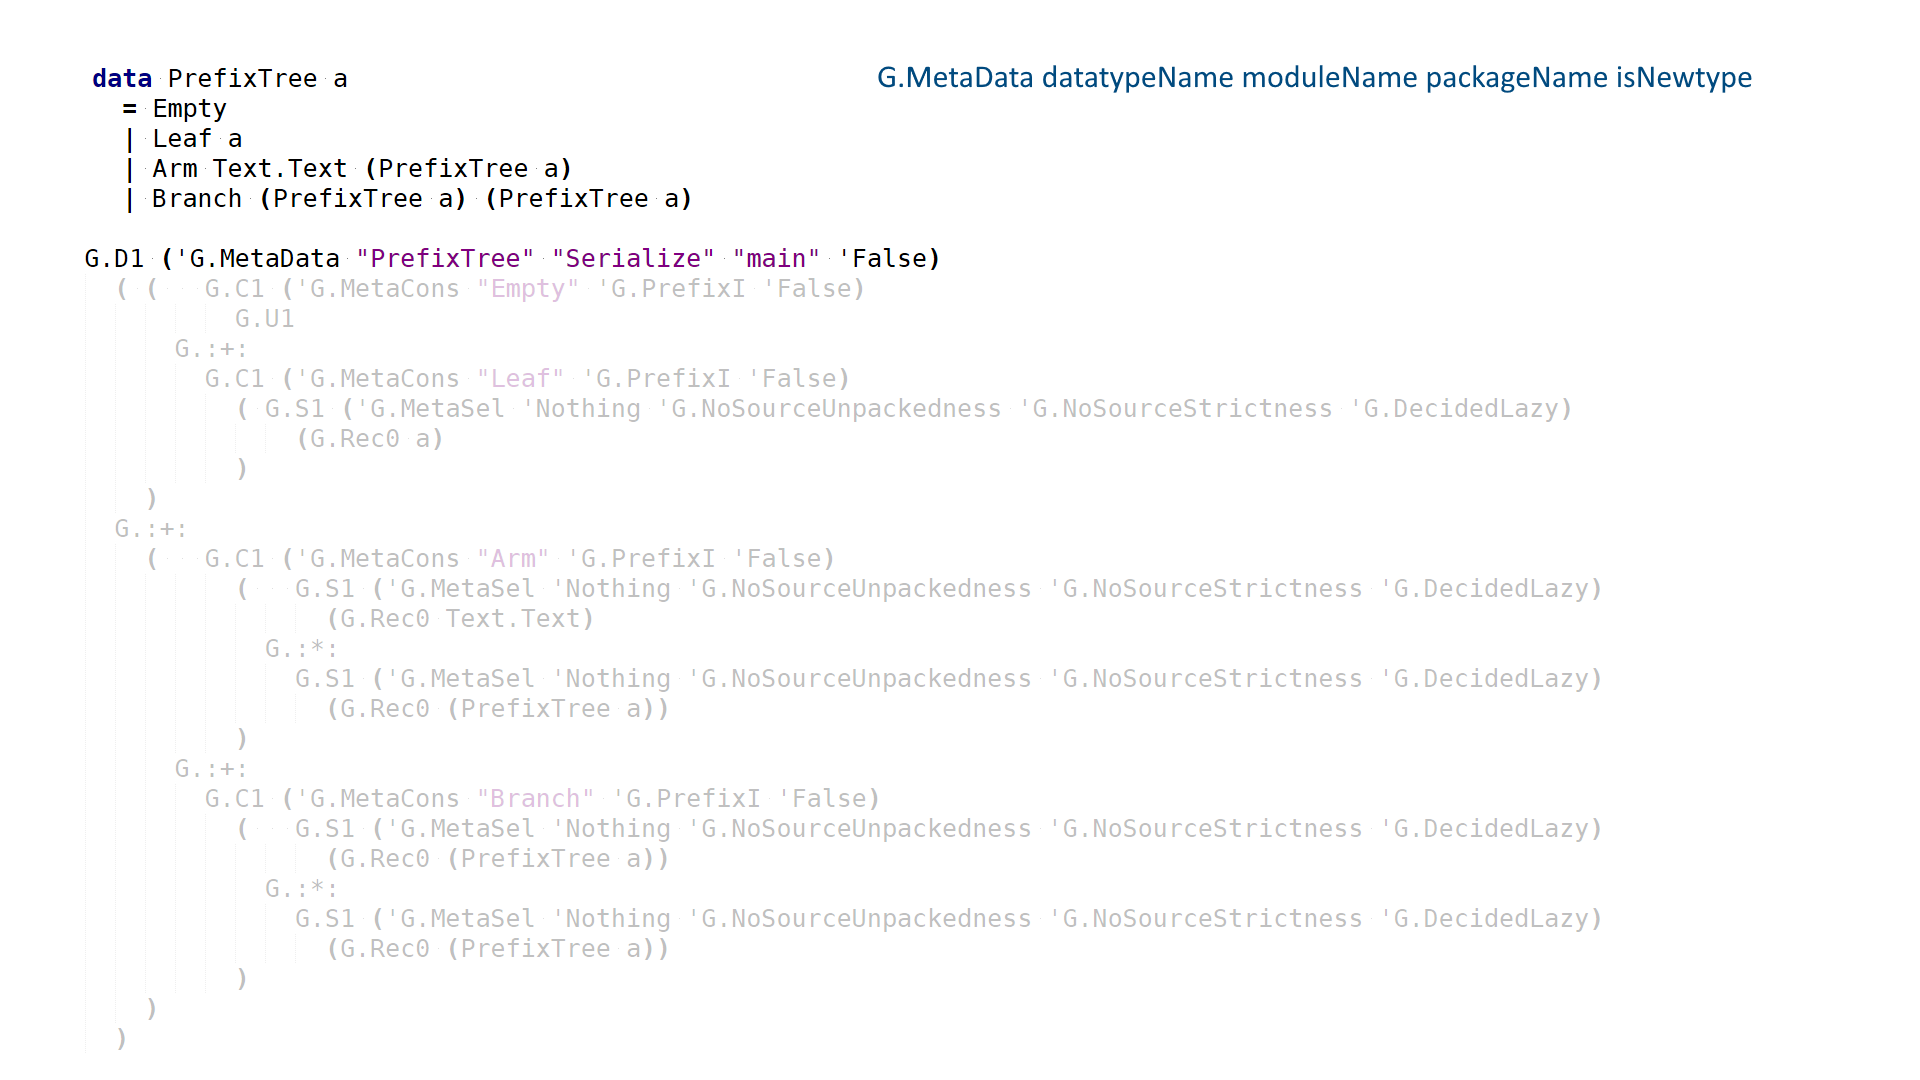 data PrefixTree a
G.MetaData datatypeName moduleName packageName isNewtype
= Empty
| Leaf a
| Arm Text.Text (PrefixTree a)
| Branch (PrefixTree a) (PrefixTree a)
G.D1 ('G.MetaData "PrefixTree" "Serialize" "main" 'False)
( ( G.C1 ('G.MetaCons "Empty" 'G.PrefixI 'False)
G.U1
G.:+:
G.C1 ('G.MetaCons "Leaf" 'G.PrefixI 'False)
( G.S1 ('G.MetaSel 'Nothing 'G.NoSourceUnpackedness 'G.NoSourceStrictness 'G.DecidedLazy)
(G.Rec0 a)
)
)
G.:+:
( G.C1 ('G.MetaCons "Arm" 'G.PrefixI 'False)
( G.S1 ('G.MetaSel 'Nothing 'G.NoSourceUnpackedness 'G.NoSourceStrictness 'G.DecidedLazy)
(G.Rec0 Text.Text)
G.:*:
G.S1 ('G.MetaSel 'Nothing 'G.NoSourceUnpackedness 'G.NoSourceStrictness 'G.DecidedLazy)
(G.Rec0 (PrefixTree a))
)
G.:+:
G.C1 ('G.MetaCons "Branch" 'G.PrefixI 'False)
( G.S1 ('G.MetaSel 'Nothing 'G.NoSourceUnpackedness 'G.NoSourceStrictness 'G.DecidedLazy)
(G.Rec0 (PrefixTree a))
G.:*:
G.S1 ('G.MetaSel 'Nothing 'G.NoSourceUnpackedness 'G.NoSourceStrictness 'G.DecidedLazy)
(G.Rec0 (PrefixTree a))
)
)
)